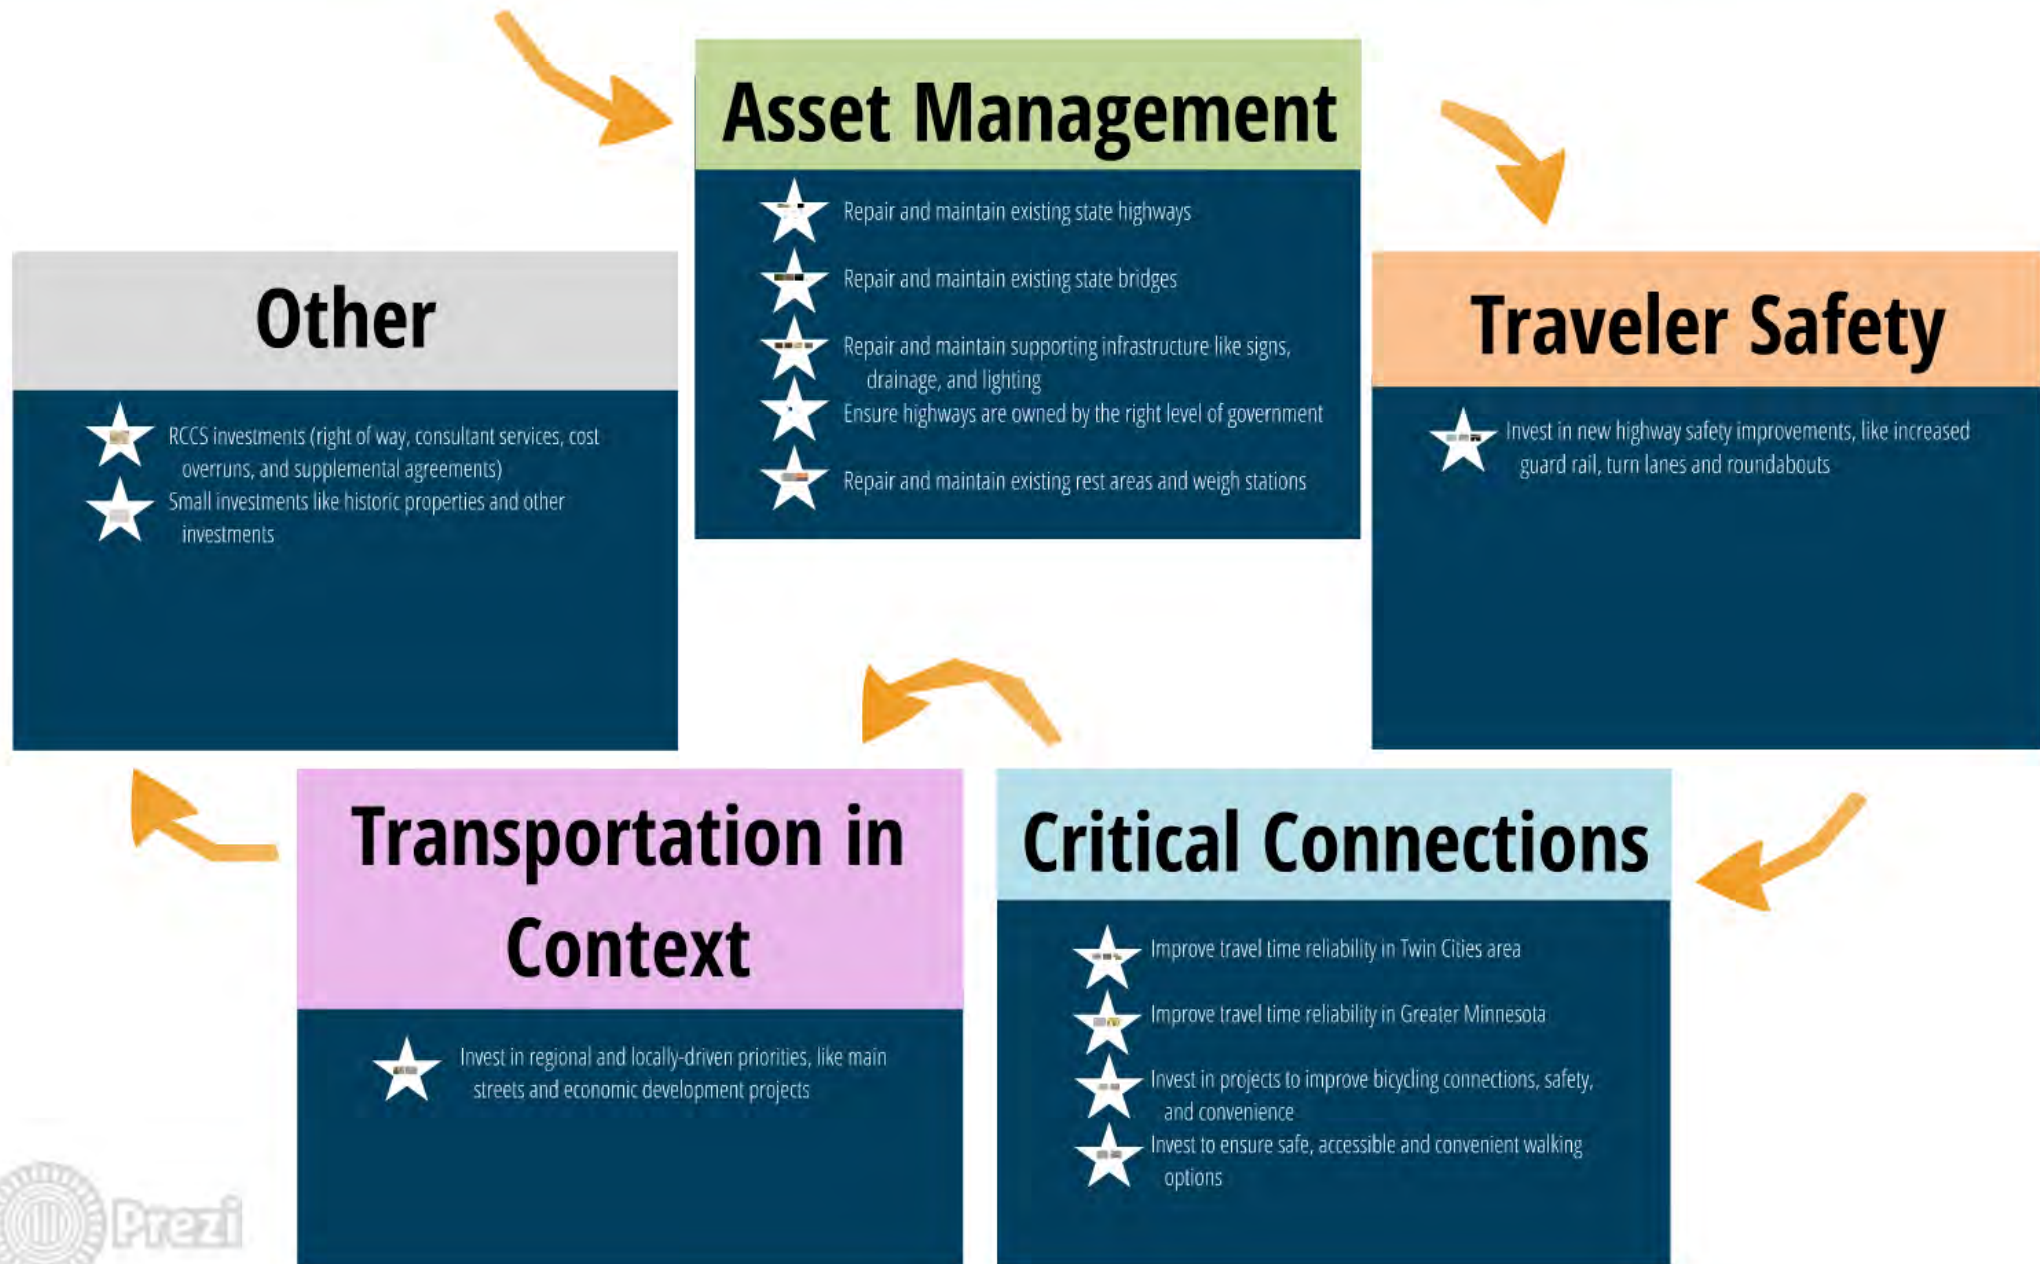 Asset Management
Repair and maintain existing state highways
Repair and maintain existing state bridges
Repair and maintain supporting infrastructure like signs,
drainage, and lighting
Ensure highways are owned by the right level of government
Repair and maintain existing rest areas and weigh stations
Traveler Safety
Invest in new highway safety improvements, like increased
guard rail, turn lanes and roundabouts
Critical Connections
Improve travel time reliability in Twin Cities area
Improve travel time reliability in Greater Minnesota
Invest in projects to improve bicycling connections, safety,
and convenience
Invest to ensure safe, accessible and convenient walking
options
Transportation in
Context
Invest in regional and locally-driven priorities, like main
streets and economic development projects
Other
RCCS investments (right of way, consultant services, cost
overruns, and supplemental agreements)
Small investments like historic properties and other
investments
Prezi